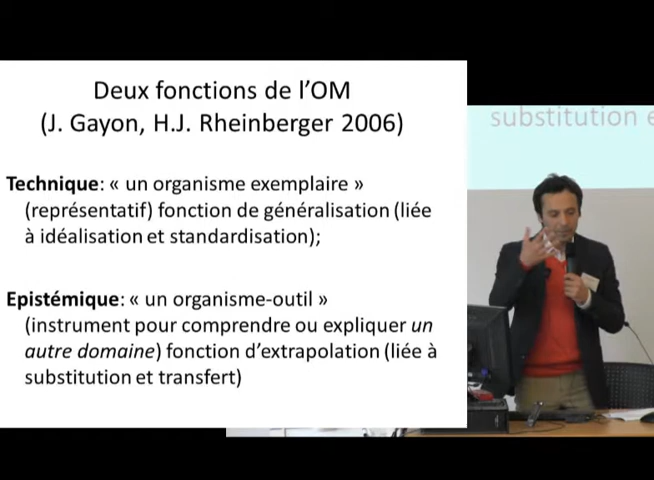 Deux fonctions de l'OM
(J. Gayon, H.J. Rheinberger 2006)
Technique: « un organisme exemplaire »
(représentatif) fonction de généralisation (liée
à idéalisation et standardisation);
Epistémique: « un organisme-outil »
(instrument pour comprendre ou expliquer un
autre domaine) fonction d'extrapolation (liée à
substitution et transfert)
substitution e